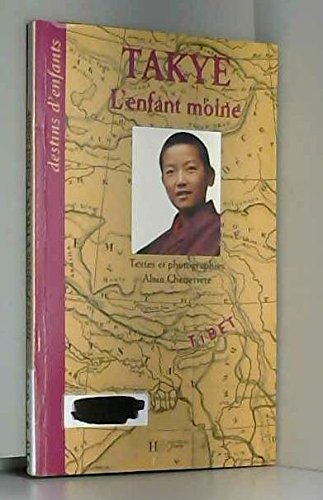 destins d'enfants
TAKYE
L'enfant moine
Textes et photographies
Alain Chenevière
TIBET
H